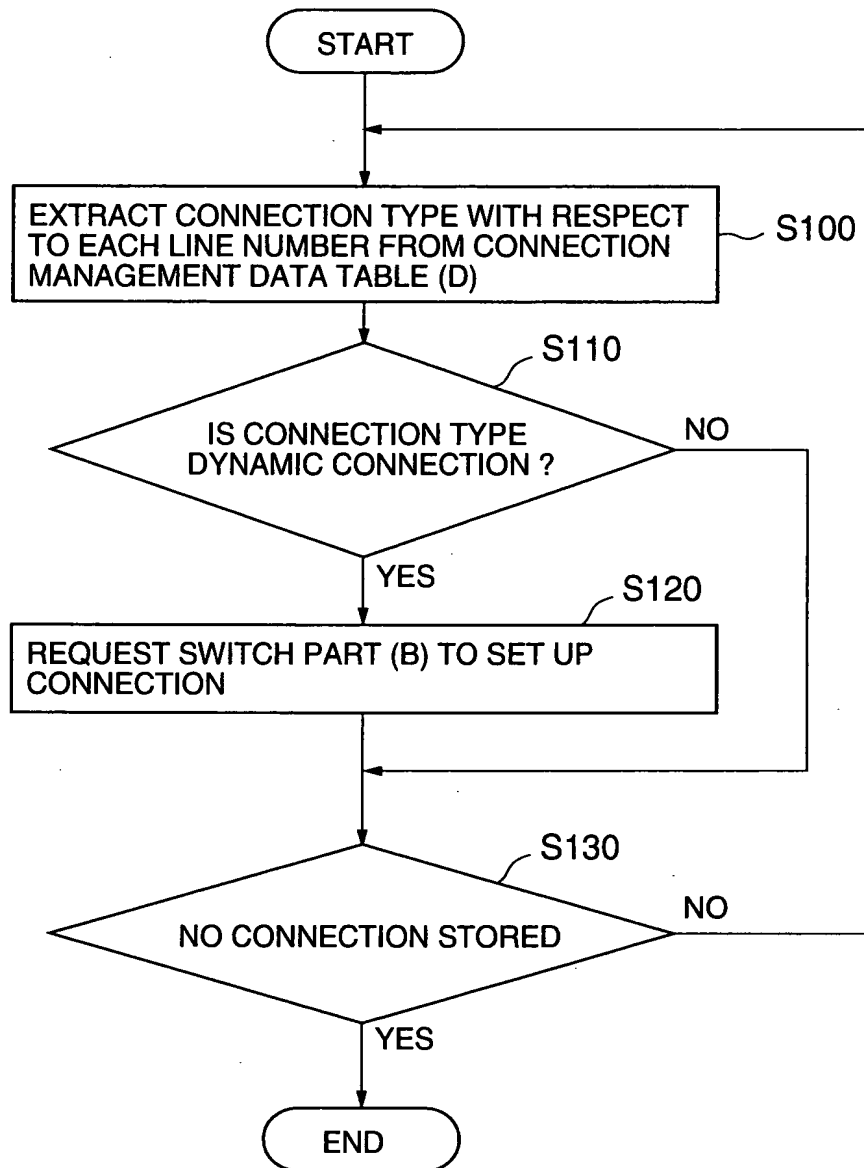 START
EXTRACT CONNECTION TYPE WITH RESPECT
TO EACH LINE NUMBER FROM CONNECTION
MANAGEMENT DATA TABLE (D)
S100
S110
IS CONNECTION TYPE
DYNAMIC CONNECTION ?
NO
YES
S120
REQUEST SWITCH PART (B) TO SET UP
CONNECTION
S130
NO CONNECTION STORED
NO
YES
END